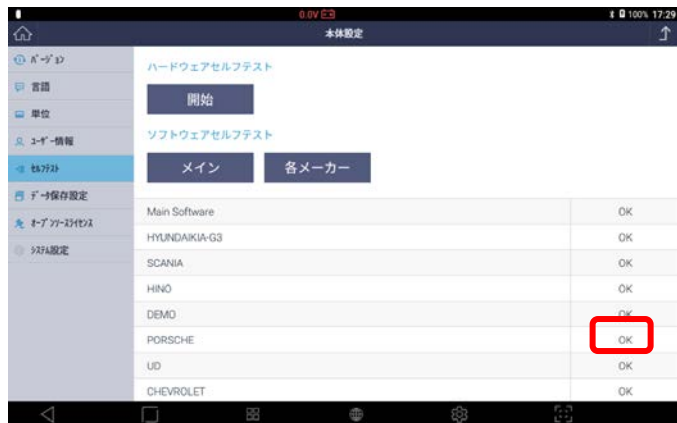 0.0V
100% 17:29
本体設定
バージョン
言語
単位
ユーザー情報
セルフテスト
データ保存設定
オープンソースライセンス
システム設定
ハードウェアセルフテスト
開始
ソフトウェアセルフテスト
メイン 各メーカー
Main Software OK
HYUNDAIKIA-G3 OK
SCANIA OK
HINO OK
DEMO OK
PORSCHE OK
UD OK
CHEVROLET OK